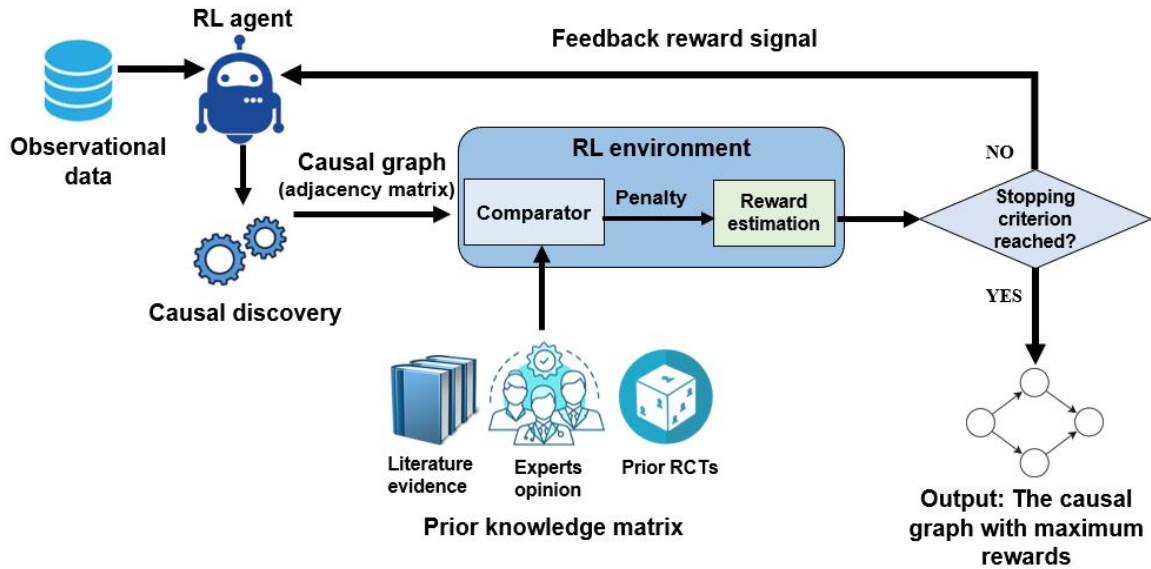 RL agent
Feedback reward signal
Observational
data
Causal graph
(adjacency matrix)
RL environment
Comparator
Penalty
Reward
estimation
NO
Stopping
criterion
reached?
YES
Causal discovery
Literature
evidence
Experts
opinion
Prior RCTs
Prior knowledge matrix
Output: The causal
graph with maximum
rewards